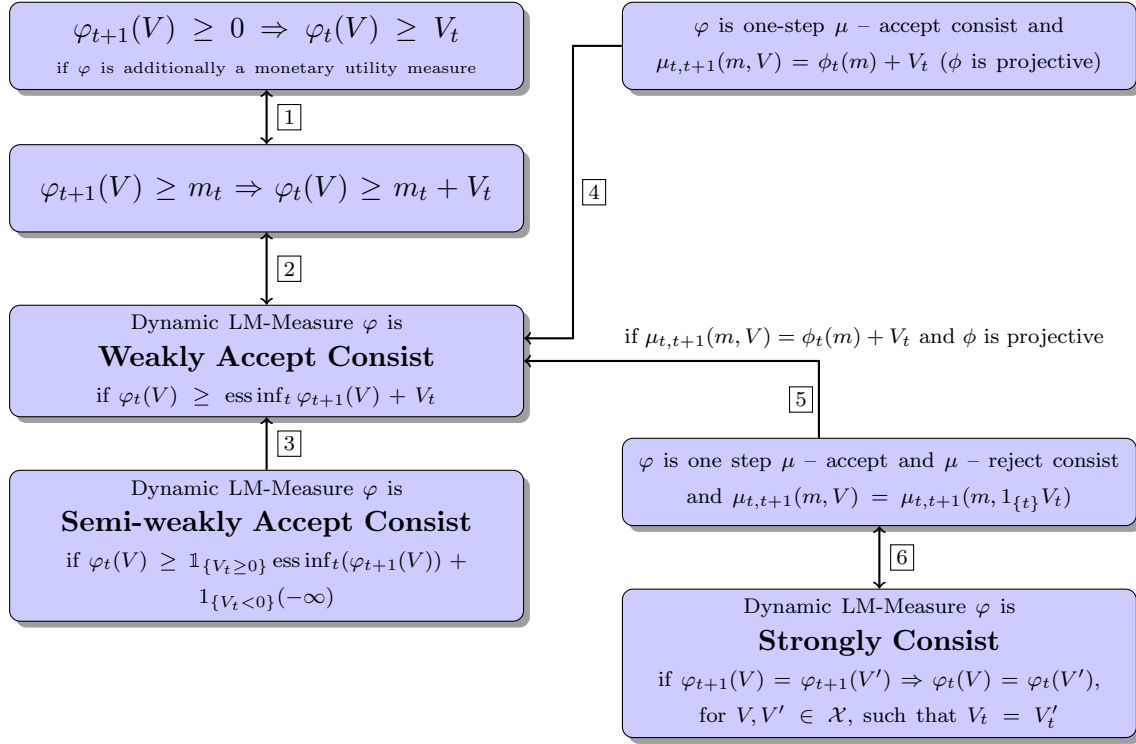 φ_{t+1}(V) ≥ 0 ⇒ φ_t(V) ≥ V_t
if φ is additionally a monetary utility measure
1
φ_{t+1}(V) ≥ m_t ⇒ φ_t(V) ≥ m_t + V_t
2
Dynamic LM-Measure φ is
Weakly Accept Consist
if φ_t(V) ≥ ess inf_t φ_{t+1}(V) + V_t
3
Dynamic LM-Measure φ is
Semi-weakly Accept Consist
if φ_t(V) ≥ 𝟙_{V_t≥0} ess inf_t(φ_{t+1}(V)) +
1_{V_t<0}(−∞)
φ is one-step μ – accept consist and
μ_{t,t+1}(m, V) = ϕ_t(m) + V_t (ϕ is projective)
4
if μ_{t,t+1}(m, V) = ϕ_t(m) + V_t and ϕ is projective
5
φ is one step μ – accept and μ – reject consist
and μ_{t,t+1}(m, V) = μ_{t,t+1}(m, 1_{t}V_t)
6
Dynamic LM-Measure φ is
Strongly Consist
if φ_{t+1}(V) = φ_{t+1}(V′) ⇒ φ_t(V) = φ_t(V′),
for V, V′ ∈ 𝒳, such that V_t = V′_t